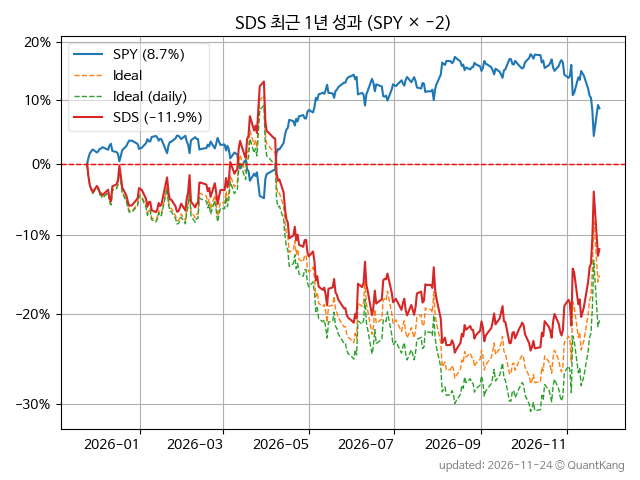 SDS 최근 1년 성과 (SPY × −2)
20%
10%
0%
−10%
−20%
−30%
SPY (8.7%)
Ideal
Ideal (daily)
SDS (−11.9%)
2026-01
2026-03
2026-05
2026-07
2026-09
2026-11
updated: 2026-11-24 © QuantKang